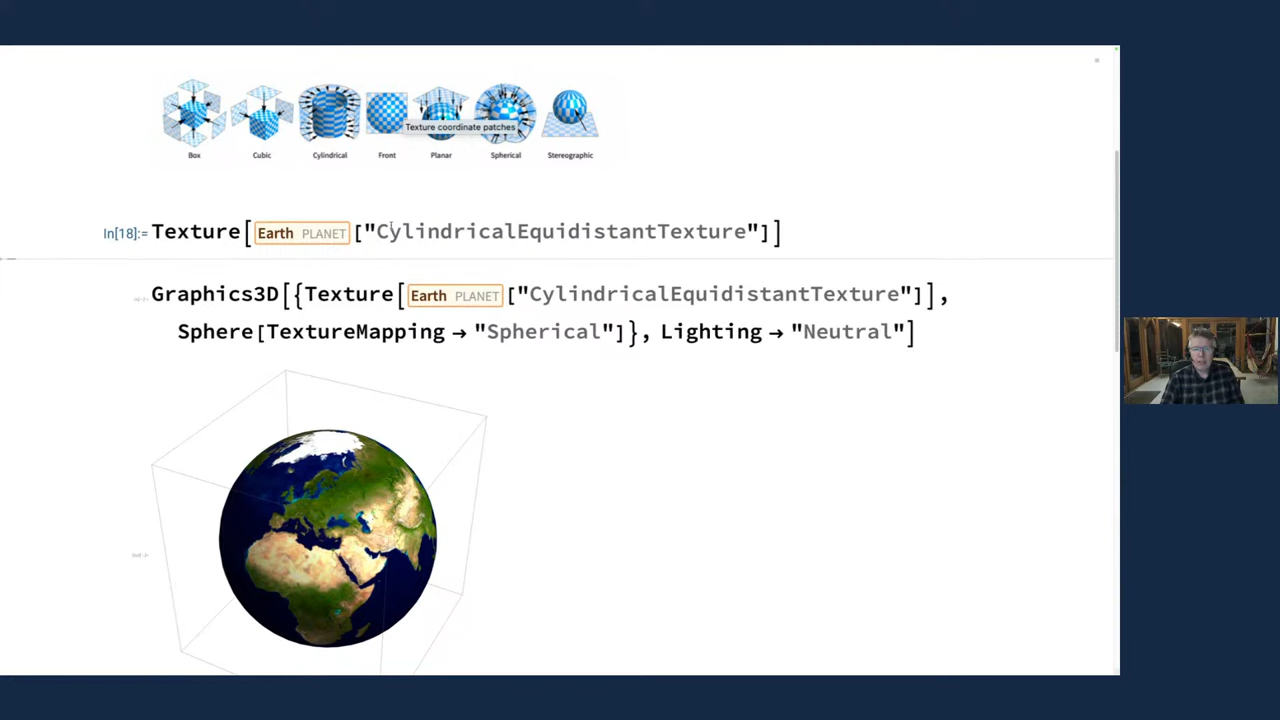 Texture coordinate patches
Box Cubic Cylindrical Front Planar Spherical Stereographic
In[18]:= Texture[Earth PLANET ["CylindricalEquidistantTexture"]]
Graphics3D[{Texture[Earth PLANET ["CylindricalEquidistantTexture"],
Sphere[TextureMapping → "Spherical"]}, Lighting → "Neutral"]